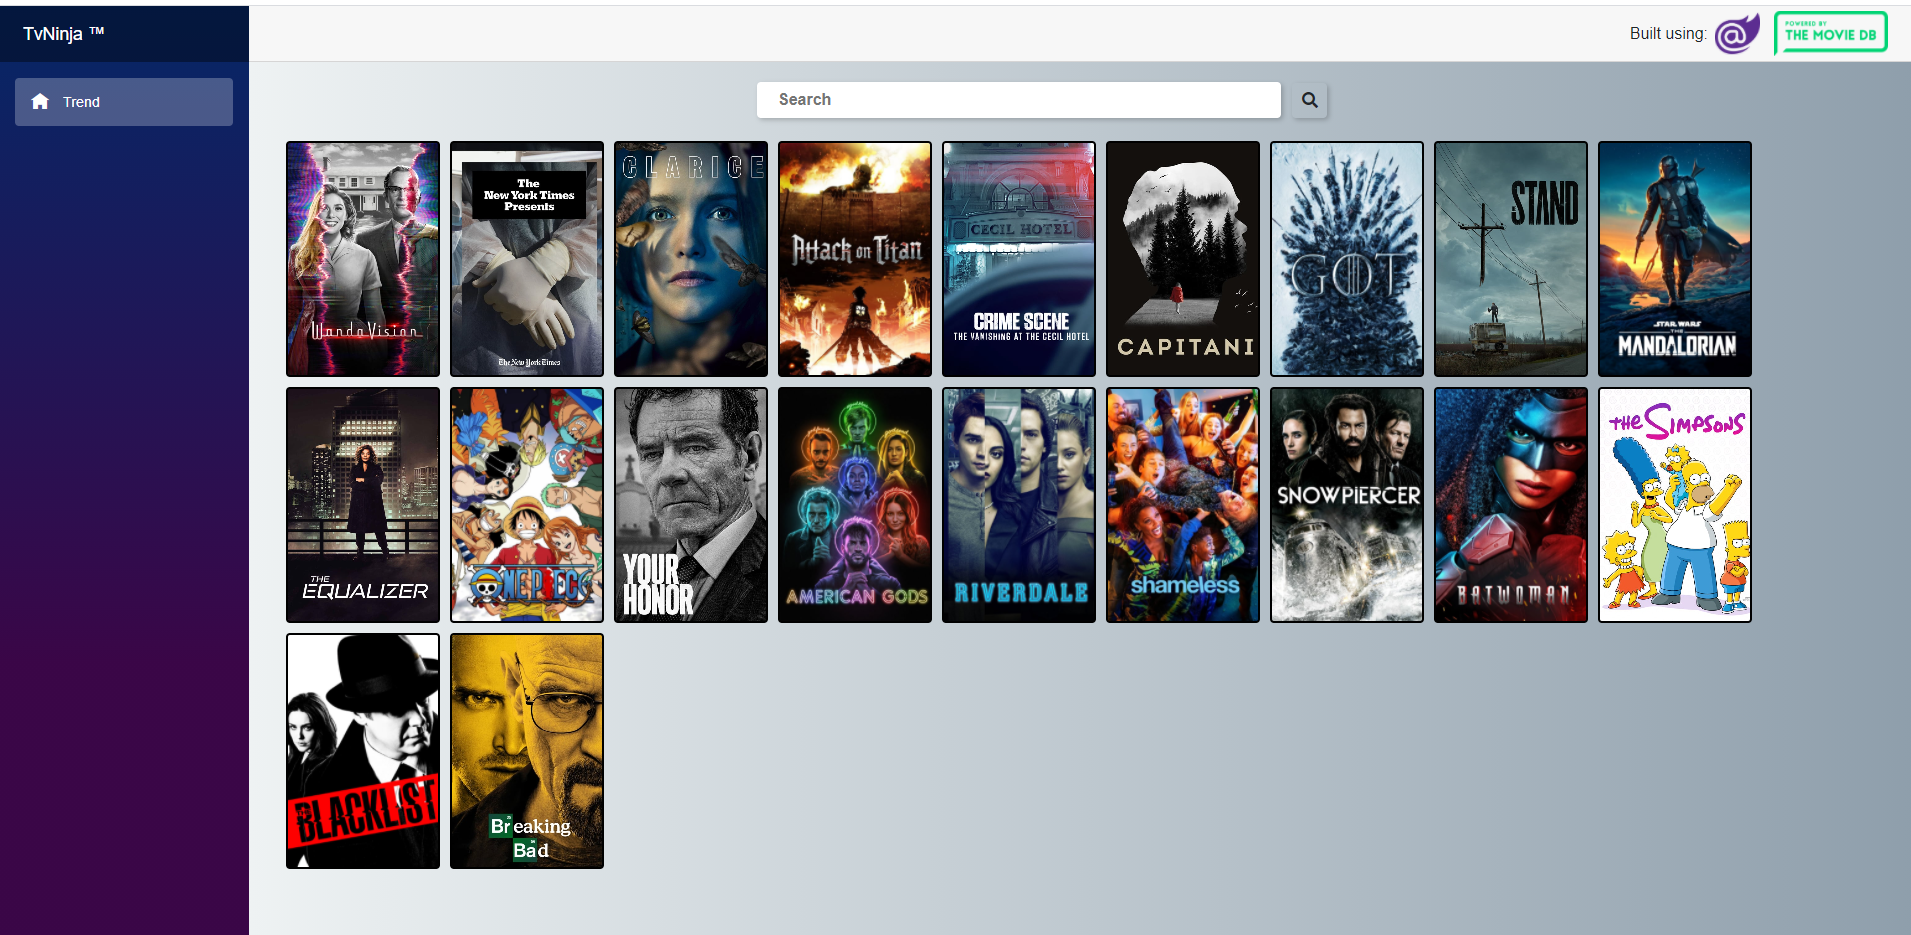 TvNinja ™
Built using:
POWERED BY
THE MOVIE DB
Trend
Search
WandaVision
The
New York Times
Presents
The New York Times
CLARICE
Attack on Titan
CECIL HOTEL
CRIME SCENE
THE VANISHING AT THE CECIL HOTEL
CAPITANI
GOT
STAND
STAR WARS
THE
MANDALORIAN
THE
EQUALIZER
ONE PIECE
YOUR
HONOR
AMERICAN GODS
RIVERDALE
shameless
SNOWPIERCER
BATWOMAN
THE SIMPSONS
BLACKLIST
Breaking
Bad